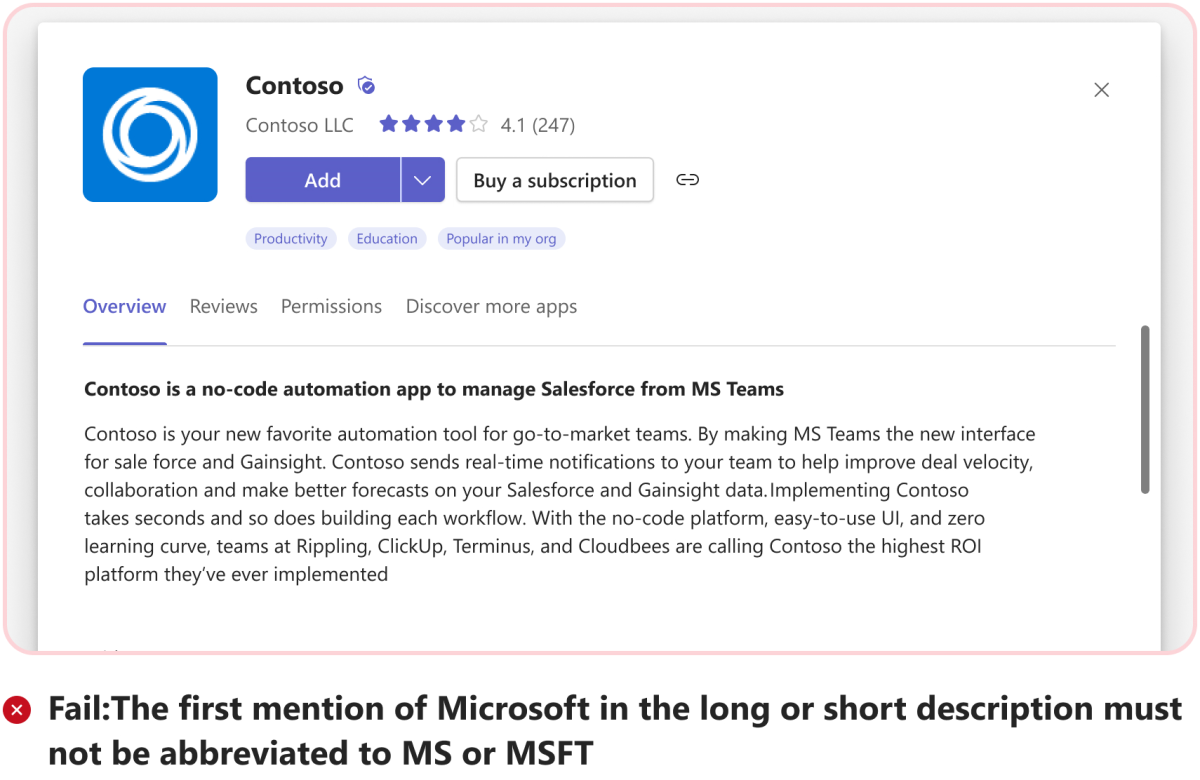 Contoso
Contoso LLC 4.1 (247)
Add Buy a subscription
Productivity Education Popular in my org
Overview Reviews Permissions Discover more apps
Contoso is a no-code automation app to manage Salesforce from MS Teams
Contoso is your new favorite automation tool for go-to-market teams. By making MS Teams the new interface
for sale force and Gainsight. Contoso sends real-time notifications to your team to help improve deal velocity,
collaboration and make better forecasts on your Salesforce and Gainsight data.Implementing Contoso
takes seconds and so does building each workflow. With the no-code platform, easy-to-use UI, and zero
learning curve, teams at Rippling, ClickUp, Terminus, and Cloudbees are calling Contoso the highest ROI
platform they’ve ever implemented
Fail:The first mention of Microsoft in the long or short description must
not be abbreviated to MS or MSFT